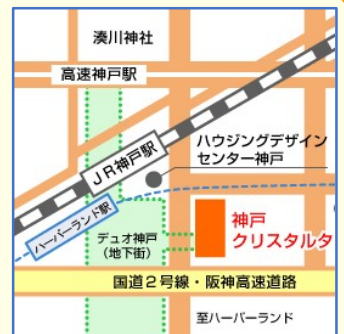 湊川神社
高速神戸駅
ハウジングデザイン
センター神戸
JR神戸駅
ハーバーランド駅
デュオ神戸
(地下街)
神戸
クリスタルタ
国道2号線・阪神高速道路
至ハーバーランド